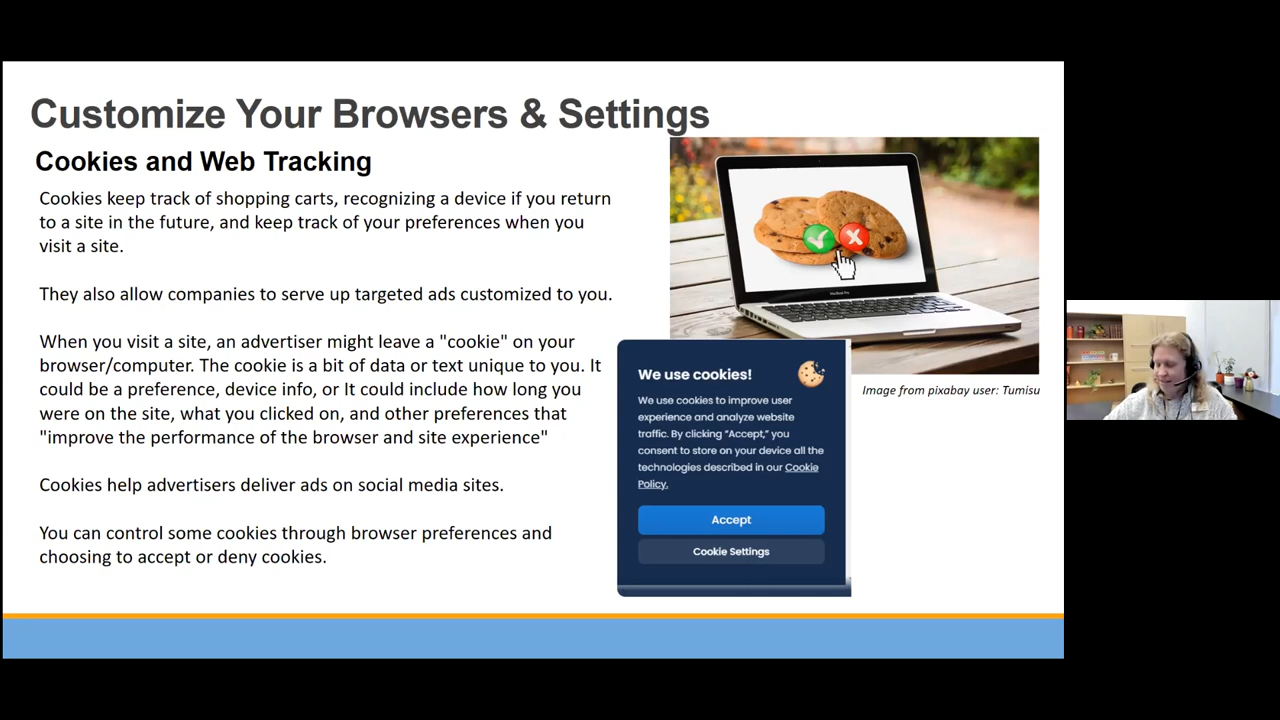 Customize Your Browsers & Settings
Cookies and Web Tracking
Cookies keep track of shopping carts, recognizing a device if you return
to a site in the future, and keep track of your preferences when you
visit a site.
They also allow companies to serve up targeted ads customized to you.
When you visit a site, an advertiser might leave a "cookie" on your
browser/computer. The cookie is a bit of data or text unique to you. It
could be a preference, device info, or It could include how long you
were on the site, what you clicked on, and other preferences that
"improve the performance of the browser and site experience"
Cookies help advertisers deliver ads on social media sites.
You can control some cookies through browser preferences and
choosing to accept or deny cookies.
MacBook Pro
Image from pixabay user: Tumisu
We use cookies!
We use cookies to improve user
experience and analyze website
traffic. By clicking “Accept,” you
consent to store on your device all the
technologies described in our Cookie
Policy.
Accept
Cookie Settings